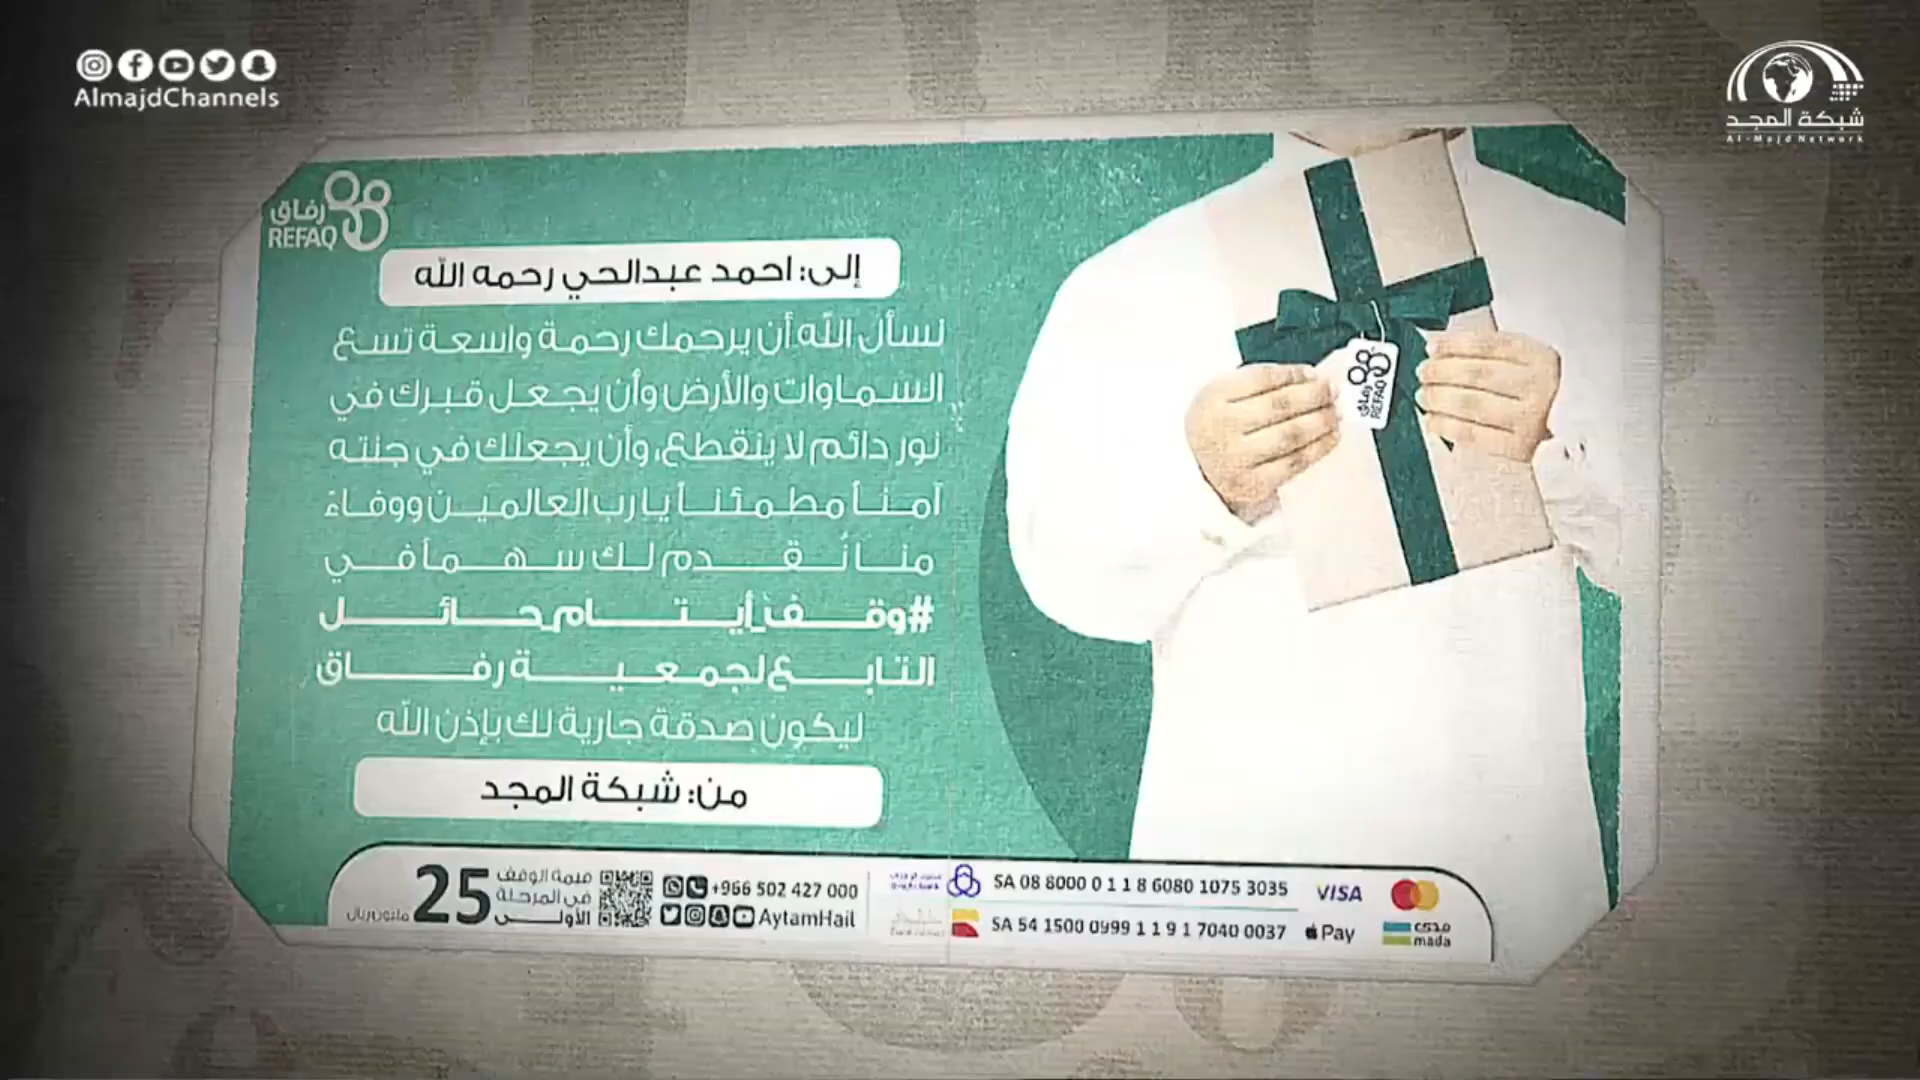 AlmajdChannels
شبكة المجد
Al-Majd Network
رفاق
REFAQ
إلى: احمد عبدالحي رحمه الله
نسأل الله أن يرحمك رحمة واسعة تسع
السماوات والأرض وأن يجعل قبرك في
نور دائم لا ينقطع، وأن يجعلك في جنته
آمناً مطمئناً يا رب العالمين ووفاءً
منا نُقدم لك سهماً في
#وقف_أيتام_حائل
التابع لجمعية رفاق
ليكون صدقة جارية لك بإذن الله
من: شبكة المجد
رفاق
REFAQ
قيمة الوقف
في المرحلة
الأولى
25 مليون ريال
+966 502 427 000
AytamHail
SA 08 8000 0 1 1 8 6080 1075 3035
SA 54 1500 0999 1 1 9 1 7040 0037
VISA
Pay
مدى
mada